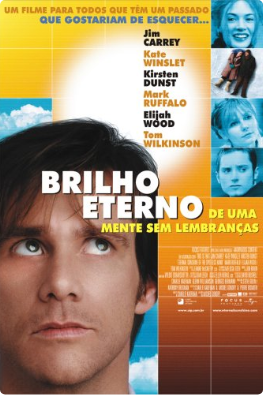 UM FILME PARA TODOS QUE TÊM UM PASSADO
QUE GOSTARIAM DE ESQUECER...
Jim
CARREY
Kate
WINSLET
Kirsten
DUNST
Mark
RUFFALO
Elijah
WOOD
Tom
WILKINSON
BRILHO
ETERNO DE UMA
MENTE SEM LEMBRANÇAS